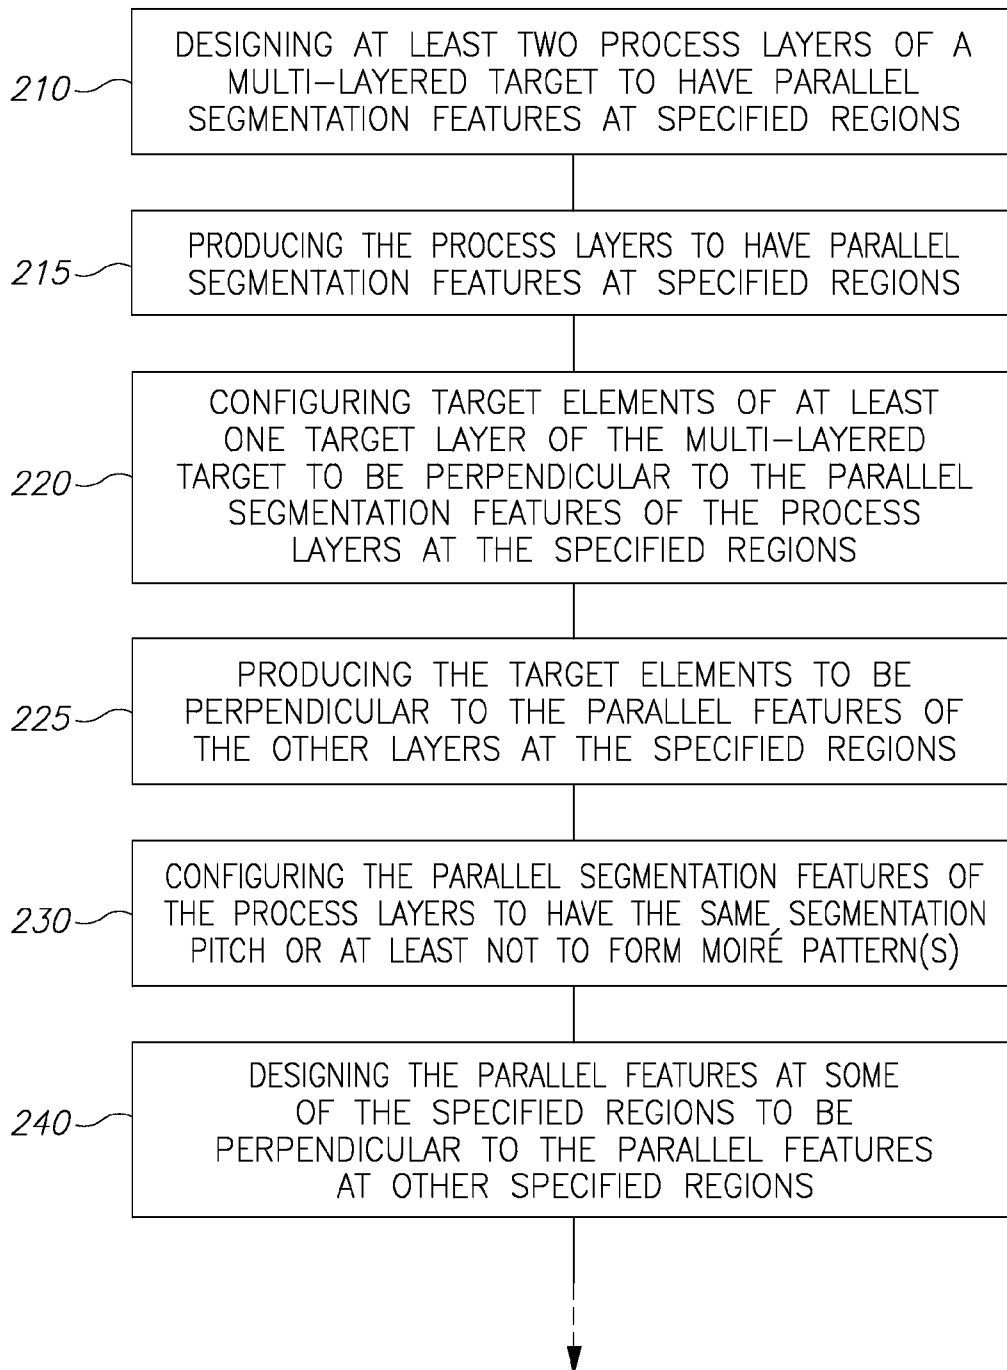 210
DESIGNING AT LEAST TWO PROCESS LAYERS OF A
MULTI-LAYERED TARGET TO HAVE PARALLEL
SEGMENTATION FEATURES AT SPECIFIED REGIONS
215
PRODUCING THE PROCESS LAYERS TO HAVE PARALLEL
SEGMENTATION FEATURES AT SPECIFIED REGIONS
220
CONFIGURING TARGET ELEMENTS OF AT LEAST
ONE TARGET LAYER OF THE MULTI-LAYERED
TARGET TO BE PERPENDICULAR TO THE PARALLEL
SEGMENTATION FEATURES OF THE PROCESS
LAYERS AT THE SPECIFIED REGIONS
225
PRODUCING THE TARGET ELEMENTS TO BE
PERPENDICULAR TO THE PARALLEL FEATURES OF
THE OTHER LAYERS AT THE SPECIFIED REGIONS
230
CONFIGURING THE PARALLEL SEGMENTATION FEATURES OF
THE PROCESS LAYERS TO HAVE THE SAME SEGMENTATION
PITCH OR AT LEAST NOT TO FORM MOIRÉ PATTERN(S)
240
DESIGNING THE PARALLEL FEATURES AT SOME
OF THE SPECIFIED REGIONS TO BE
PERPENDICULAR TO THE PARALLEL FEATURES
AT OTHER SPECIFIED REGIONS